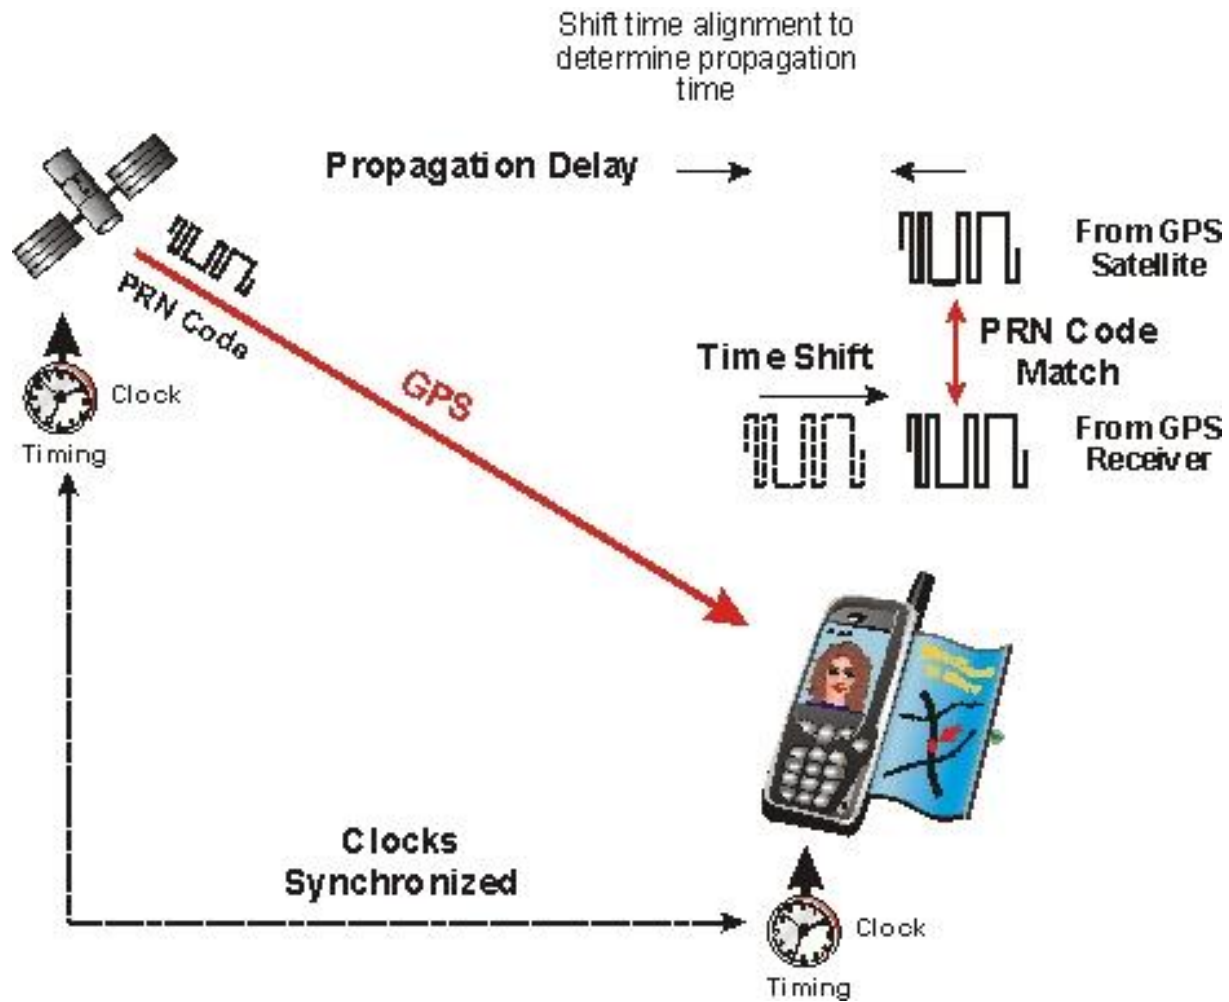 Shift time alignment to
determine propagation
time
Propagation Delay
From GPS
Satellite
PRN Code
PRN Code
Match
Time Shift
GPS
Clock
Timing
From GPS
Receiver
Clocks
Synchronized
Clock
Timing